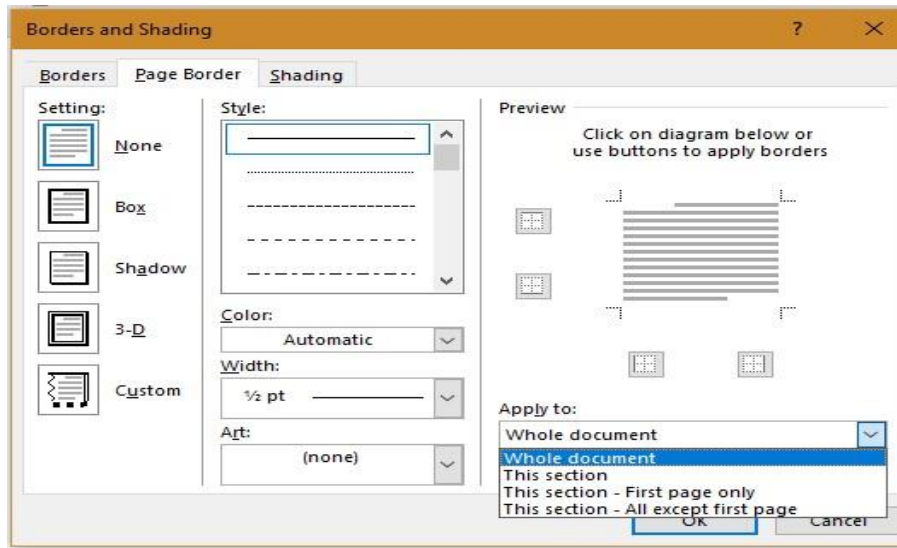 Borders and Shading
?
Borders
Page Border
Shading
Setting:
None
Box
Shadow
3-D
Custom
Style:
Color:
Automatic
Width:
½ pt
Art:
(none)
Preview
Click on diagram below or
use buttons to apply borders
Apply to:
Whole document
Whole document
This section
This section - First page only
This section - All except first page
OK
Cancel